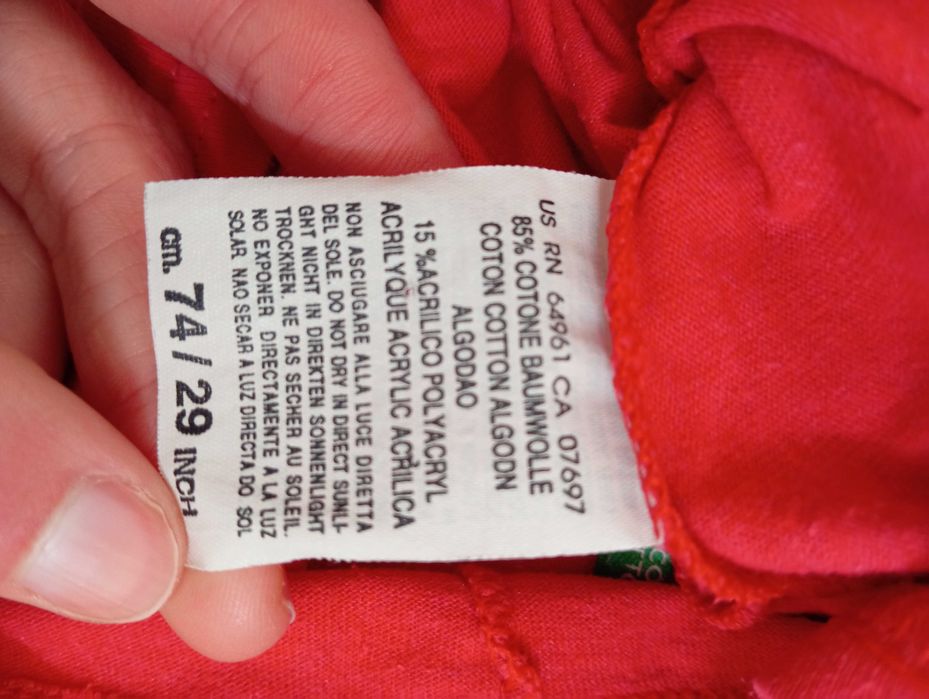 US RN 64961 CA 07697
85% COTONE BAUMWOLLE
COTON COTTON ALGODN
ALGODAO
15 %ACRILICO POLYACRYL
ACRILYQUE ACRYLIC ACRILICA
NON ASCIUGARE ALLA LUCE DIRETTA
DEL SOLE. DO NOT DRY IN DIRECT SUNLI-
GHT NICHT IN DIREKTEN SONNENLIGHT
TROCKNEN. NE PAS SECHER AU SOLEIL.
NO EXPONER DIRECTAMENTE A LA LUZ
SOLAR NAO SECAR A LUZ DIRECTA DO SOL
cm. 74 / 29 INCH